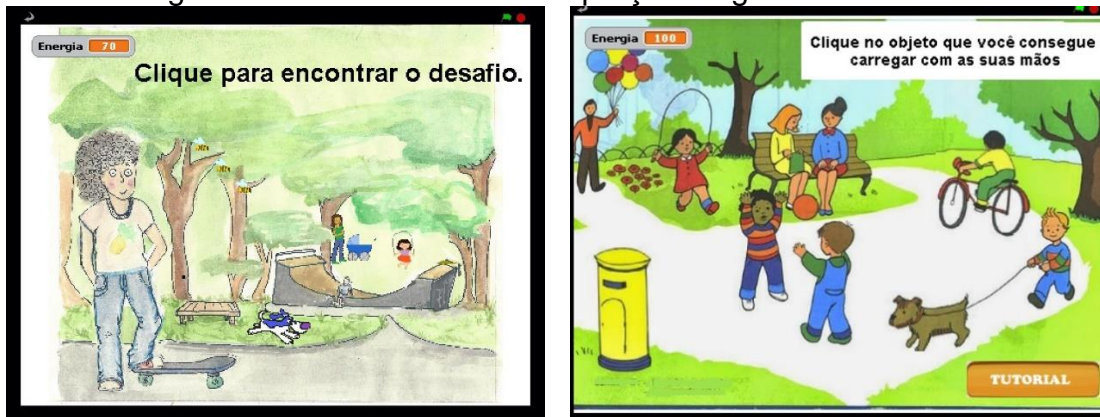 Energia 70
Clique para encontrar o desafio.
Energia 100
Clique no objeto que você consegue
carregar com as suas mãos
TUTORIAL